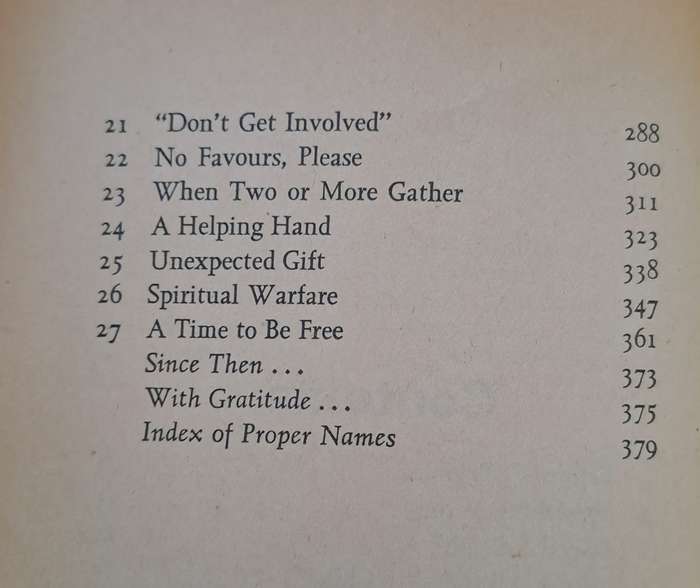 21 "Don't Get Involved" 288
22 No Favours, Please 300
23 When Two or More Gather 311
24 A Helping Hand 323
25 Unexpected Gift 338
26 Spiritual Warfare 347
27 A Time to Be Free 361
Since Then . . . 373
With Gratitude . . . 375
Index of Proper Names 379